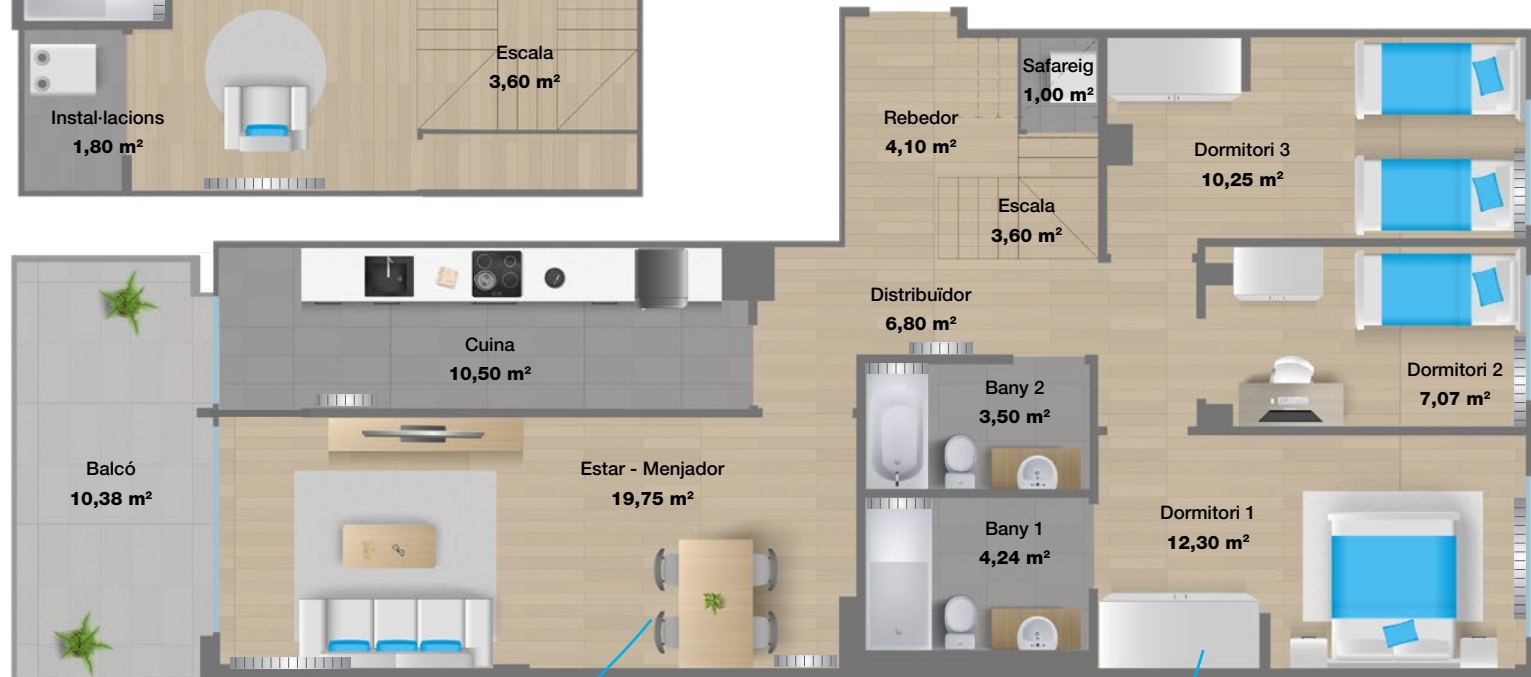 Escala
3,60 m²
Instal·lacions
1,80 m²
Safareig
1,00 m²
Rebedor
4,10 m²
Dormitori 3
10,25 m²
Escala
3,60 m²
Distribuïdor
6,80 m²
Cuina
10,50 m²
Dormitori 2
7,07 m²
Bany 2
3,50 m²
Balcó
10,38 m²
Estar - Menjador
19,75 m²
Bany 1
4,24 m²
Dormitori 1
12,30 m²